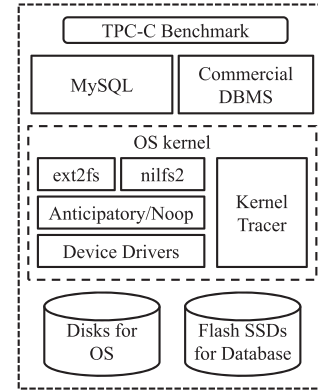 TPC-C Benchmark
MySQL
Commercial
DBMS
OS kernel
ext2fs
nilfs2
Anticipatory/Noop
Device Drivers
Kernel
Tracer
Disks for
OS
Flash SSDs
for Database